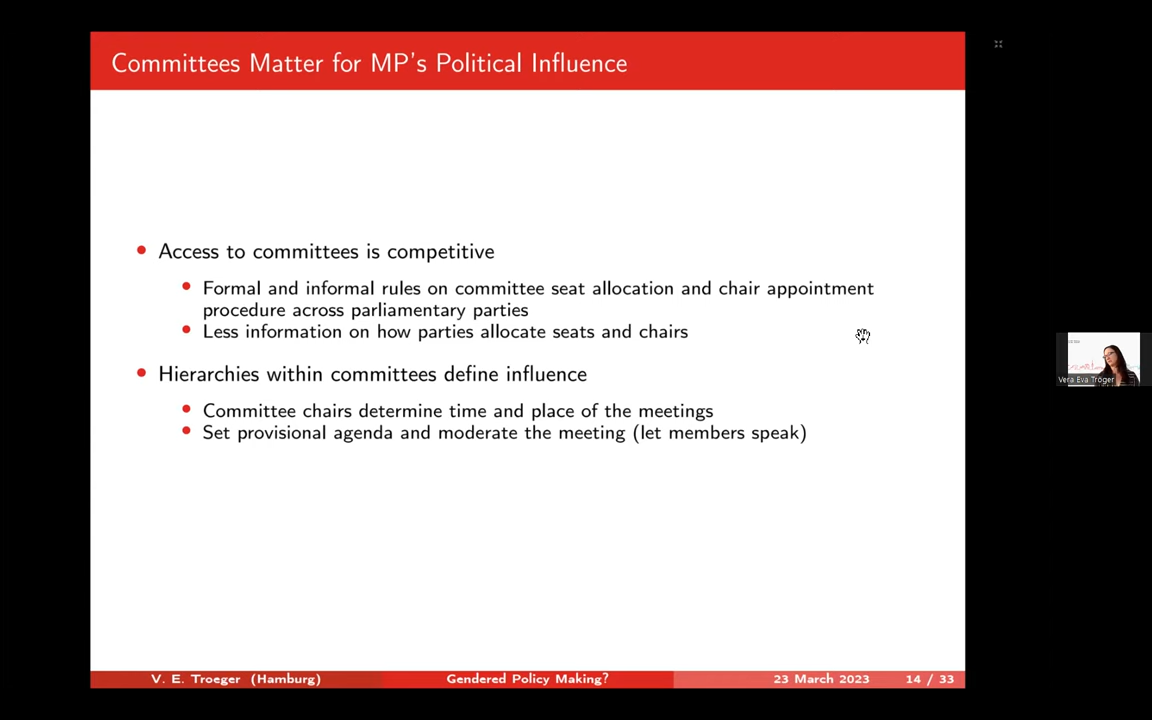 Committees Matter for MP's Political Influence
Access to committees is competitive
Formal and informal rules on committee seat allocation and chair appointment
procedure across parliamentary parties
Less information on how parties allocate seats and chairs
Hierarchies within committees define influence
Committee chairs determine time and place of the meetings
Set provisional agenda and moderate the meeting (let members speak)
Vera Eva Tröger
V. E. Troeger (Hamburg) Gendered Policy Making? 23 March 2023 14 / 33